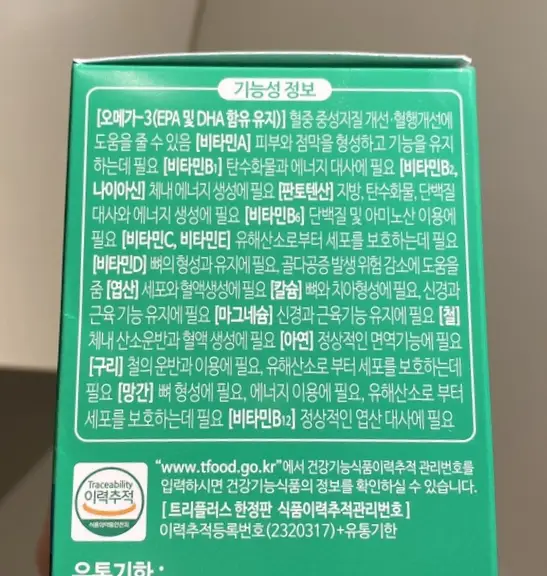 기능성 정보
[오메가-3(EPA 및 DHA 함유 유지)] 혈중 중성지질 개선·혈행개선에
도움을 줄 수 있음 [비타민A] 피부와 점막을 형성하고 기능을 유지
하는데 필요 [비타민B1] 탄수화물과 에너지 대사에 필요 [비타민B2,
나이아신] 체내 에너지 생성에 필요 [판토텐산] 지방, 탄수화물, 단백질
대사와 에너지 생성에 필요 [비타민B6] 단백질 및 아미노산 이용에
필요 [비타민C, 비타민E] 유해산소로부터 세포를 보호하는데 필요
[비타민D] 뼈의 형성과 유지에 필요, 골다공증 발생 위험 감소에 도움을
줌 [엽산] 세포와 혈액생성에 필요 [칼슘] 뼈와 치아형성에 필요, 신경과
근육 기능 유지에 필요 [마그네슘] 신경과 근육기능 유지에 필요 [철]
체내 산소운반과 혈액 생성에 필요 [아연] 정상적인 면역기능에 필요
[구리] 철의 운반과 이용에 필요, 유해산소로 부터 세포를 보호하는데
필요 [망간] 뼈 형성에 필요, 에너지 이용에 필요, 유해산소로 부터
세포를 보호하는데 필요 [비타민B12] 정상적인 엽산 대사에 필요
Traceability
이력추적
식품의약품안전처
"www.tfood.go.kr"에서 건강기능식품이력추적 관리번호를
입력하시면 건강기능식품의 정보를 확인하실 수 있습니다.
[ 트리플러스 한정판 식품이력추적관리번호 ]
이력추적등록번호(2320317)+유통기한
유통기한 :